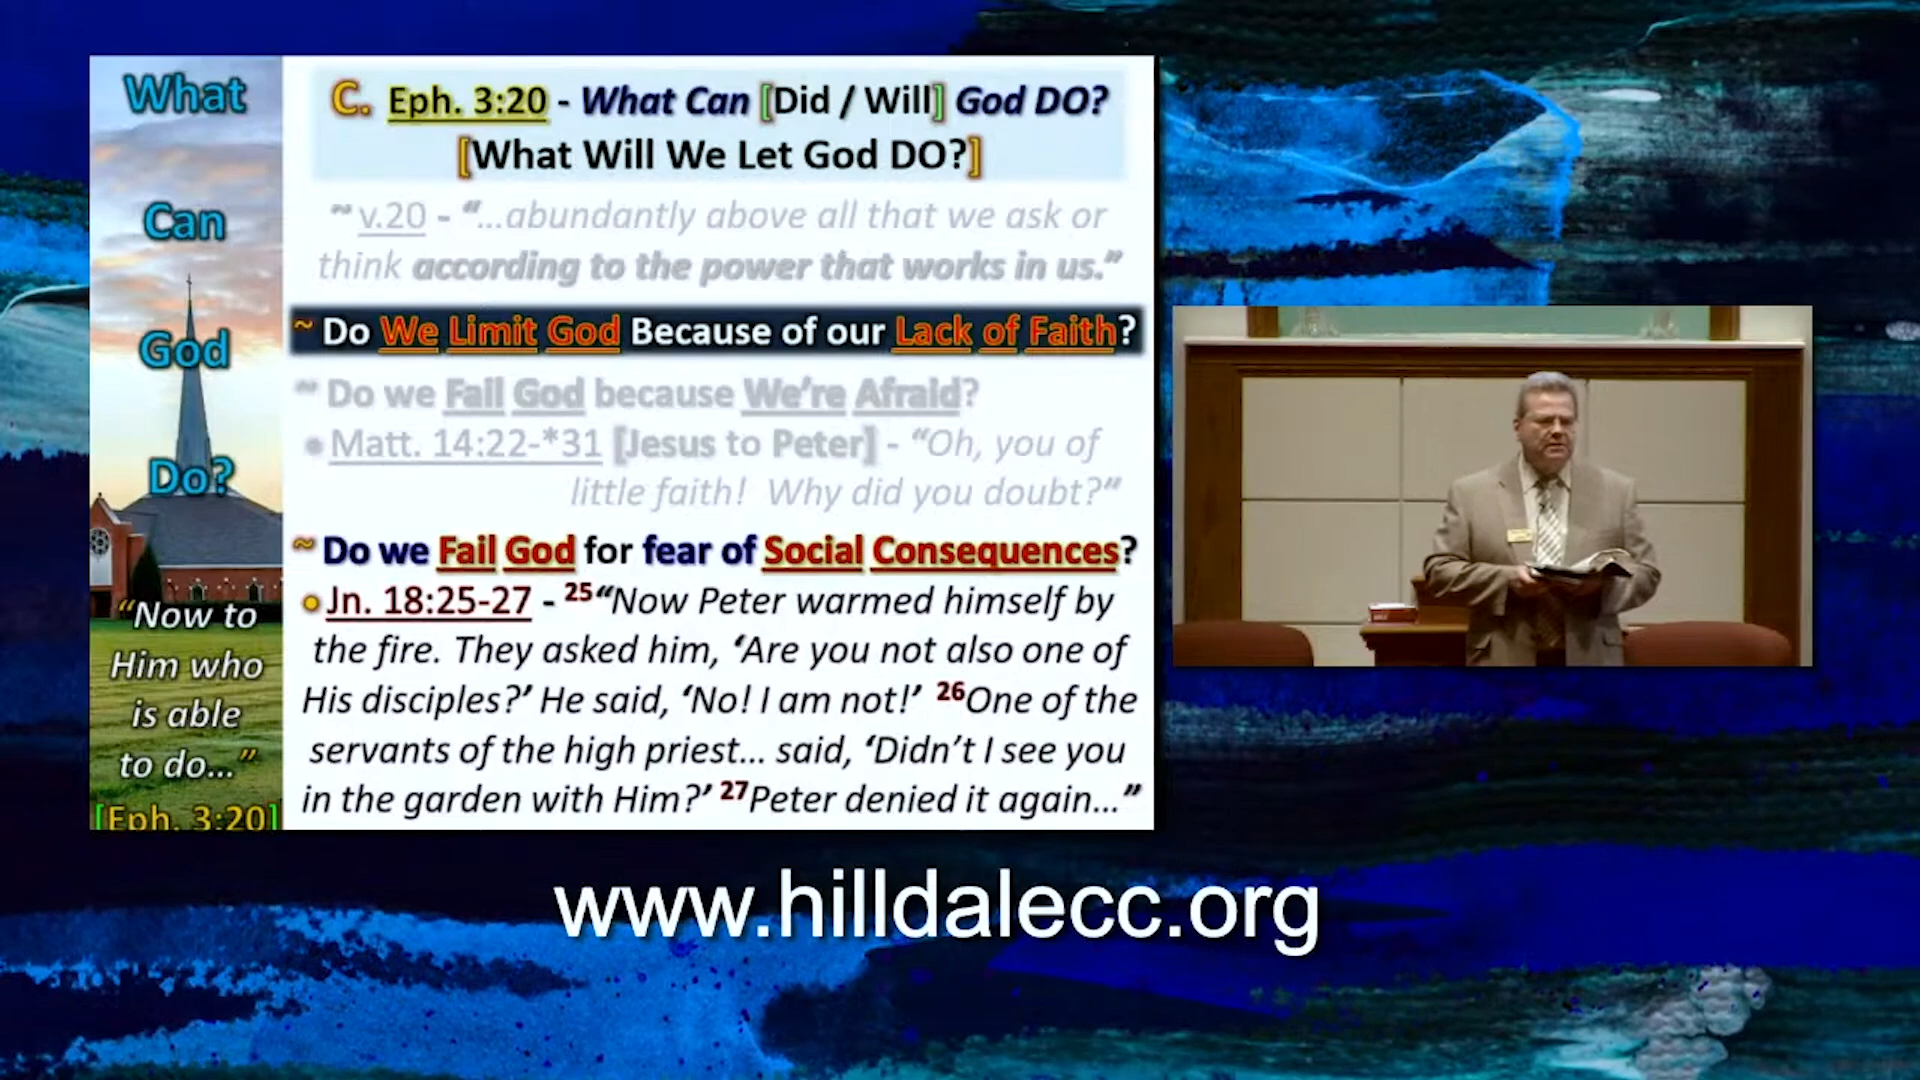 What
Can
God
Do?
“Now to
Him who
is able
to do...”
[Eph. 3:20]
C. Eph. 3:20 - What Can [Did / Will] God DO?
[What Will We Let God DO?]
~ v.20 - “...abundantly above all that we ask or
think according to the power that works in us.”
~ Do We Limit God Because of our Lack of Faith?
~ Do we Fail God because We’re Afraid?
• Matt. 14:22-*31 [Jesus to Peter] - “Oh, you of
little faith! Why did you doubt?”
~ Do we Fail God for fear of Social Consequences?
• Jn. 18:25-27 - 25“Now Peter warmed himself by
the fire. They asked him, ‘Are you not also one of
His disciples?’ He said, ‘No! I am not!’ 26One of the
servants of the high priest... said, ‘Didn’t I see you
in the garden with Him?’ 27Peter denied it again...”
www.hilldalecc.org